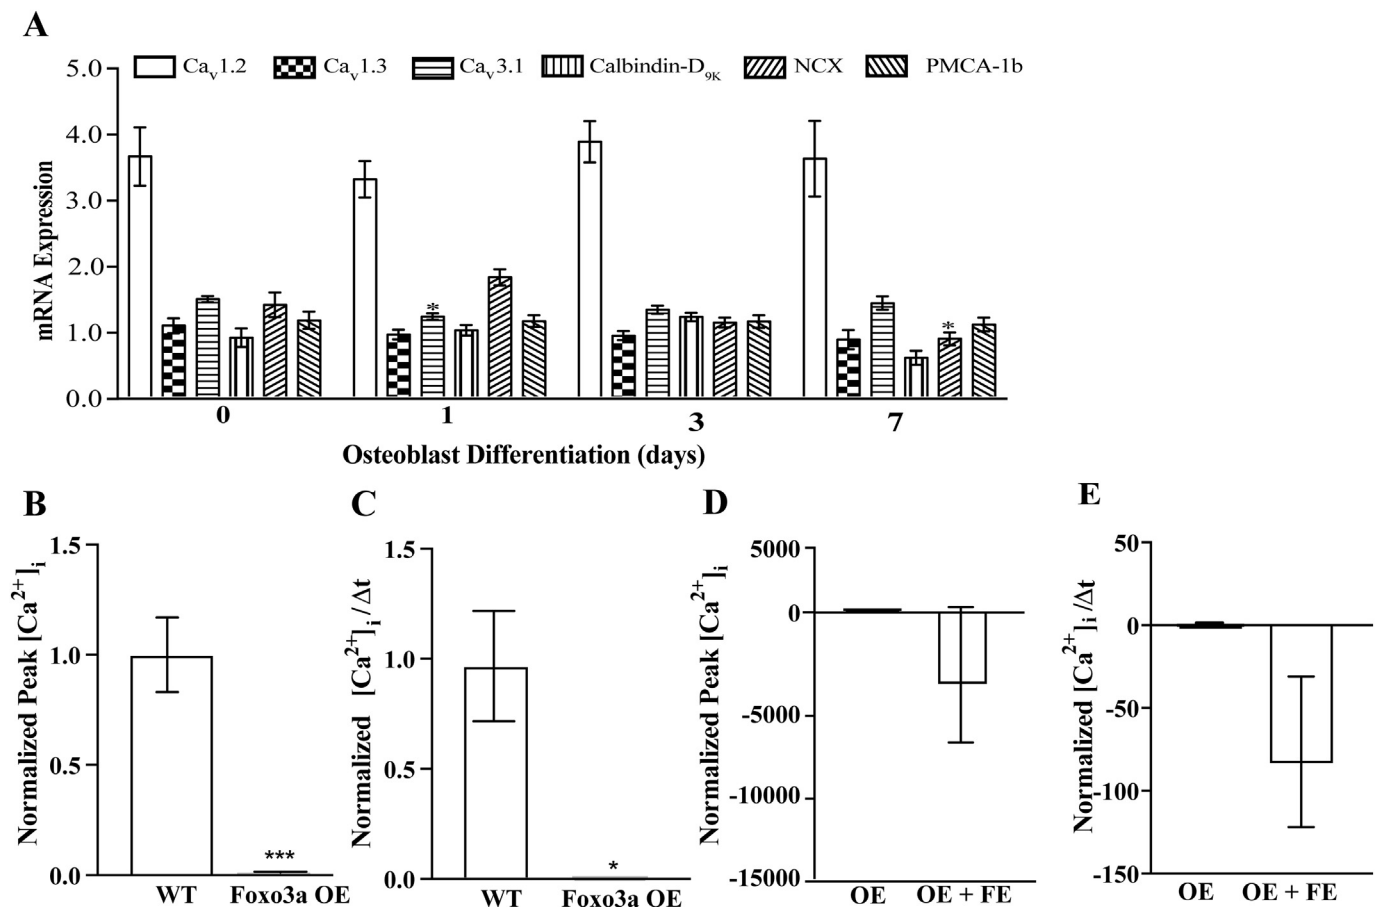 A
Caᵥ1.2 Caᵥ1.3 Caᵥ3.1 Calbindin-D₉ₖ NCX PMCA-1b
mRNA Expression
5.0
4.0
3.0
2.0
1.0
0.0
*
*
0 1 3 7
Osteoblast Differentiation (days)
B
Normalized Peak [Ca²⁺]ᵢ
1.5
1.0
0.5
0.0
***
WT Foxo3a OE
C
Normalized [Ca²⁺]ᵢ / Δt
1.5
1.0
0.5
0.0
*
WT Foxo3a OE
D
Normalized Peak [Ca²⁺]ᵢ
5000
0
-5000
-10000
-15000
OE OE + FE
E
Normalized [Ca²⁺]ᵢ /Δt
50
0
-50
-100
-150
OE OE + FE